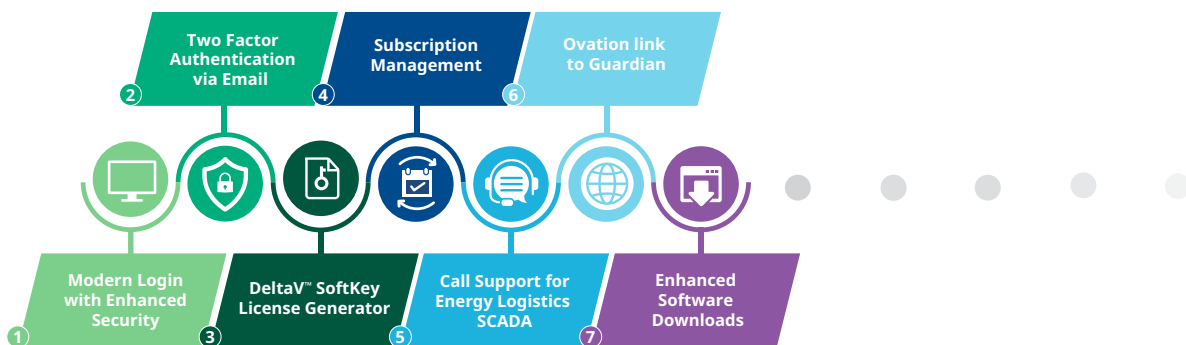 Two Factor
Authentication
via Email
2
Subscription
Management
4
Ovation link
to Guardian
6
Modern Login
with Enhanced
Security
1
DeltaV™ SoftKey
License Generator
3
Call Support for
Energy Logistics
SCADA
5
Enhanced
Software
Downloads
7